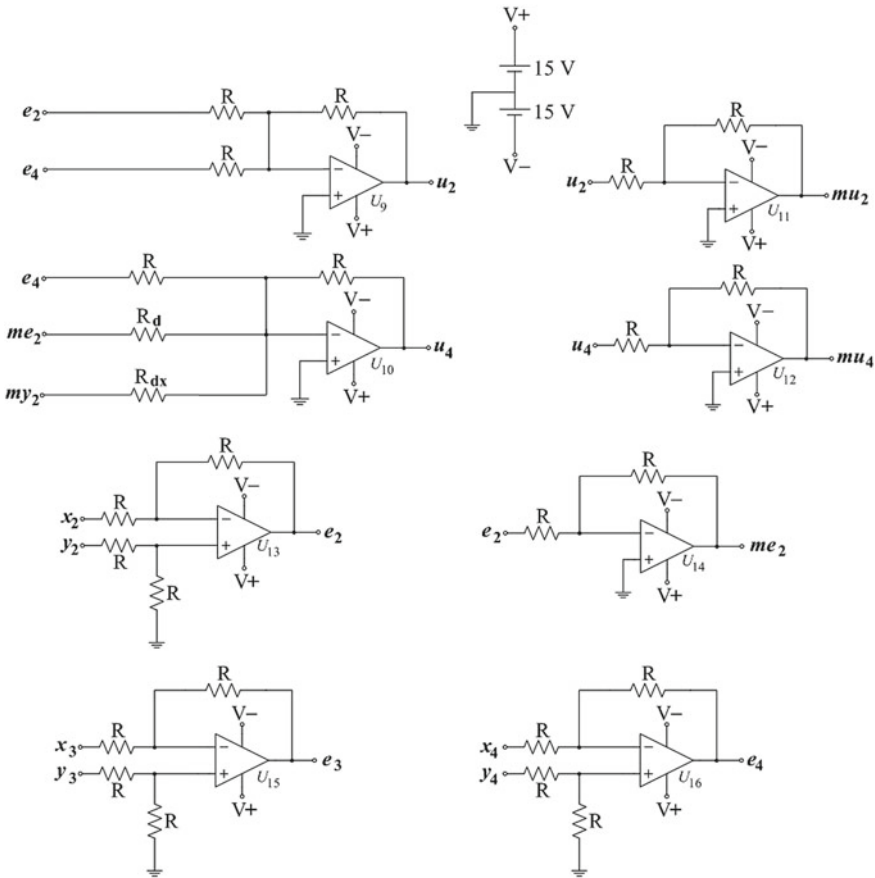 V+
15 V
15 V
V−
e2
R
R
e4
R
V−
−
+
U9
V+
u2
R
V−
u2
R
−
+
U11
V+
mu2
e4
R
R
V−
me2
Rd
−
+
U10
V+
u4
my2
Rdx
R
V−
u4
R
−
+
U12
V+
mu4
R
V−
x2
R
−
y2
R
+
U13
V+
e2
R
R
V−
e2
R
−
+
U14
V+
me2
R
V−
x3
R
−
y3
R
+
U15
V+
e3
R
R
V−
x4
R
−
y4
R
+
U16
V+
e4
R